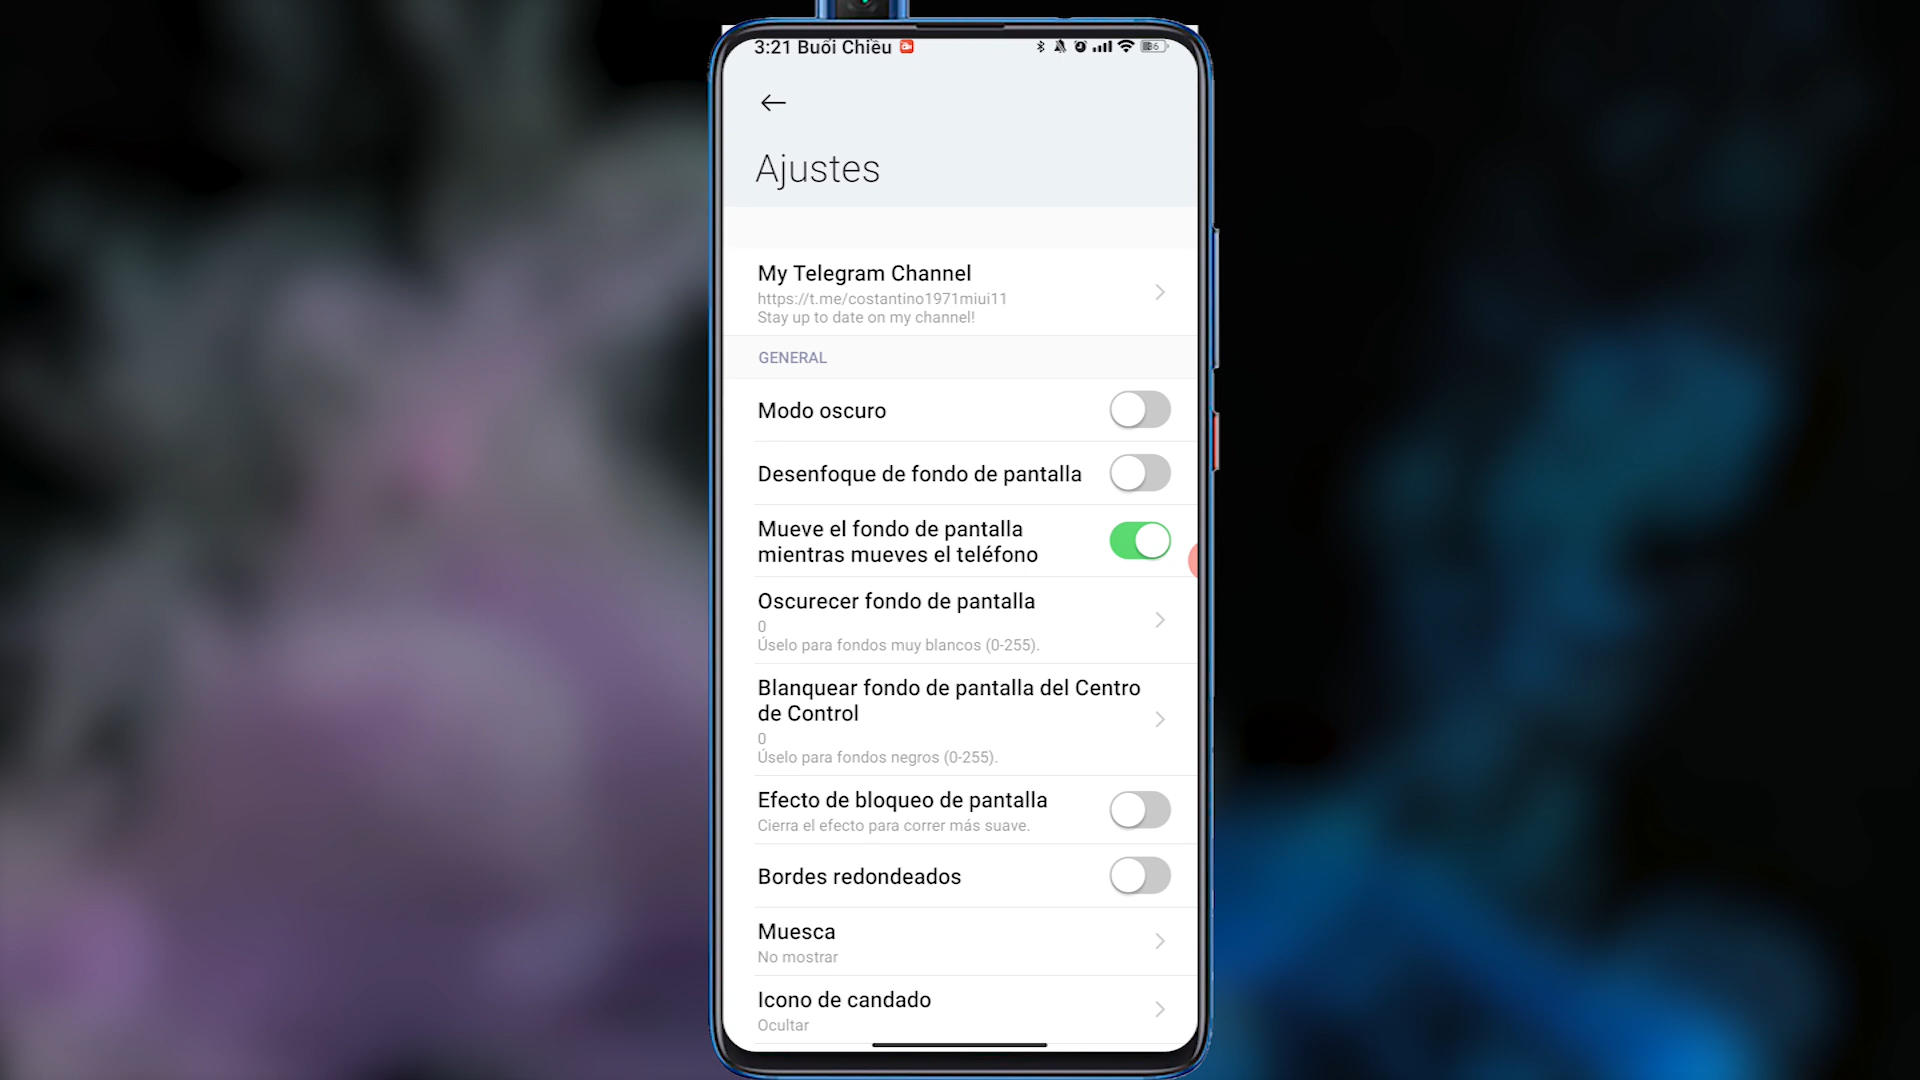 3:21 Buổi Chiều
Ajustes
My Telegram Channel
https://t.me/costantino1971miui11
Stay up to date on my channel!
GENERAL
Modo oscuro
Desenfoque de fondo de pantalla
Mueve el fondo de pantalla
mientras mueves el teléfono
Oscurecer fondo de pantalla
0
Úselo para fondos muy blancos (0-255).
Blanquear fondo de pantalla del Centro
de Control
0
Úselo para fondos negros (0-255).
Efecto de bloqueo de pantalla
Cierra el efecto para correr más suave.
Bordes redondeados
Muesca
No mostrar
Icono de candado
Ocultar